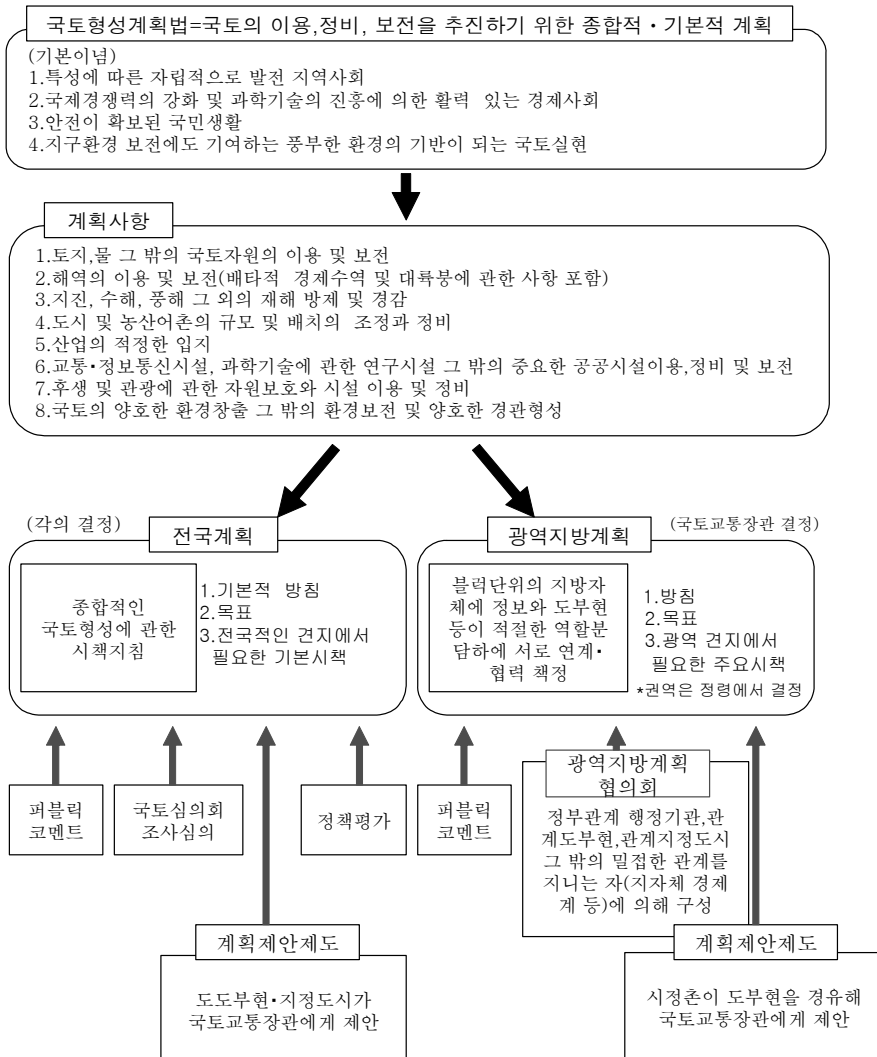 국토형성계획법=국토의 이용,정비, 보전을 추진하기 위한 종합적・기본적 계획
(기본이념)
1.특성에 따른 자립적으로 발전 지역사회
2.국제경쟁력의 강화 및 과학기술의 진흥에 의한 활력 있는 경제사회
3.안전이 확보된 국민생활
4.지구환경 보전에도 기여하는 풍부한 환경의 기반이 되는 국토실현
계획사항
1.토지,물 그 밖의 국토자원의 이용 및 보전
2.해역의 이용 및 보전(배타적 경제수역 및 대륙붕에 관한 사항 포함)
3.지진, 수해, 풍해 그 외의 재해 방제 및 경감
4.도시 및 농산어촌의 규모 및 배치의 조정과 정비
5.산업의 적정한 입지
6.교통・정보통신시설, 과학기술에 관한 연구시설 그 밖의 중요한 공공시설이용,정비 및 보전
7.후생 및 관광에 관한 자원보호와 시설 이용 및 정비
8.국토의 양호한 환경창출 그 밖의 환경보전 및 양호한 경관형성
(각의 결정)
전국계획
종합적인
국토형성에 관한
시책지침
1.기본적 방침
2.목표
3.전국적인 견지에서
필요한 기본시책
광역지방계획
(국토교통장관 결정)
블럭단위의 지방자
체에 정보와 도부현
등이 적절한 역할분
담하에 서로 연계・
협력 책정
1.방침
2.목표
3.광역 견지에서
필요한 주요시책
*권역은 정령에서 결정
퍼블릭
코멘트
국토심의회
조사심의
정책평가
퍼블릭
코멘트
광역지방계획
협의회
정부관계 행정기관,관
계도부현,관계지정도시
그 밖의 밀접한 관계를
지니는 자(지자체 경제
계 등)에 의해 구성
계획제안제도
도도부현・지정도시가
국토교통장관에게 제안
계획제안제도
시정촌이 도부현을 경유해
국토교통장관에게 제안